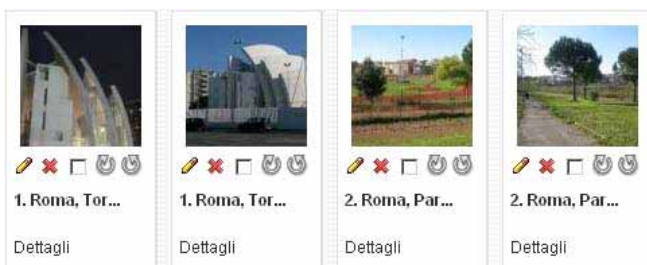 1. Roma, Tor...
1. Roma, Tor...
2. Roma, Par...
2. Roma, Par...
Dettagli
Dettagli
Dettagli
Dettagli